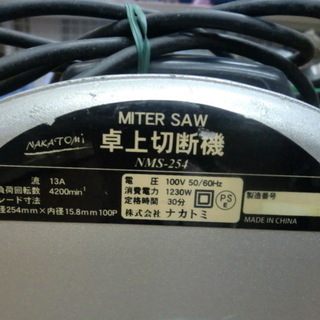 MITER SAW
NAKATOMI
卓上切断機
NMS-254
流 13A
負荷回転数 4200min⁻¹
レード寸法
径254mm×内径15.8mm100P
電圧 100V 50/60Hz
消費電力 1230W
定格時間 30分
PS
E
株式会社 ナカトミ
製造番号
MADE IN CHINA